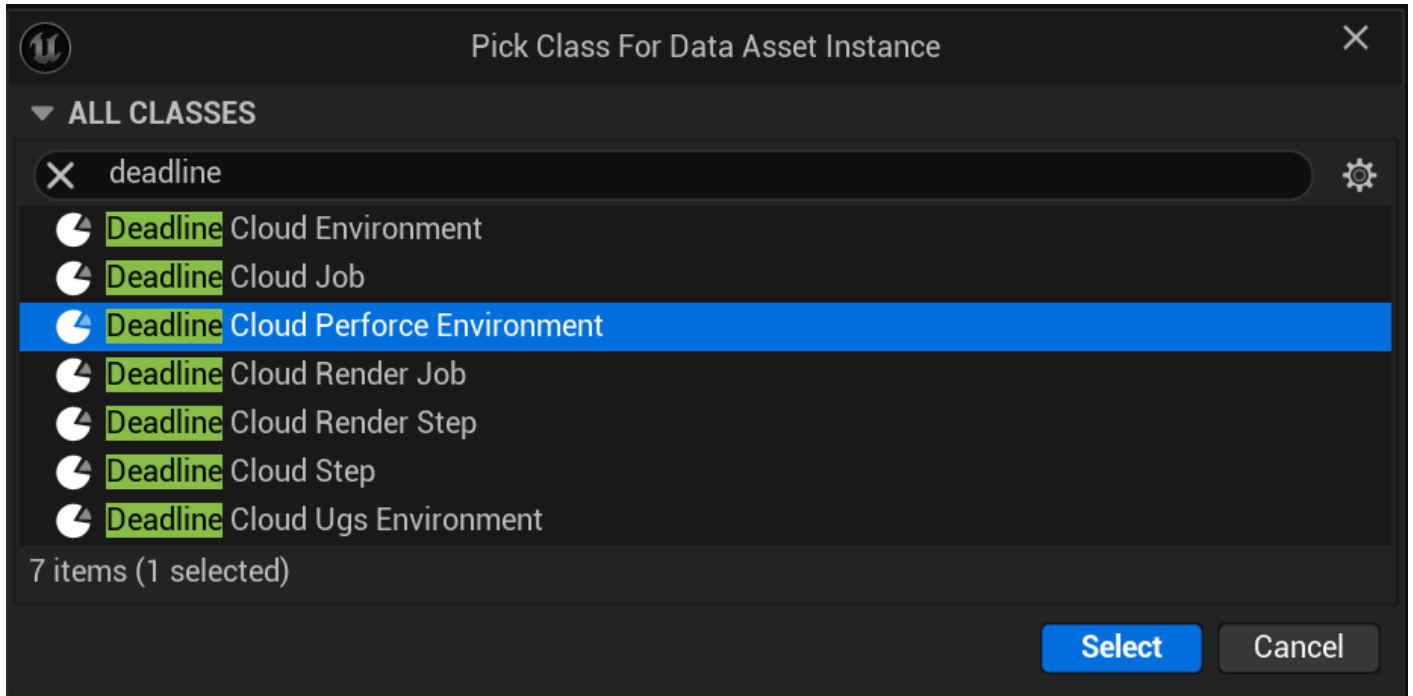 Pick Class For Data Asset Instance
ALL CLASSES
deadline
Deadline Cloud Environment
Deadline Cloud Job
Deadline Cloud Perforce Environment
Deadline Cloud Render Job
Deadline Cloud Render Step
Deadline Cloud Step
Deadline Cloud Ugs Environment
7 items (1 selected)
Select Cancel